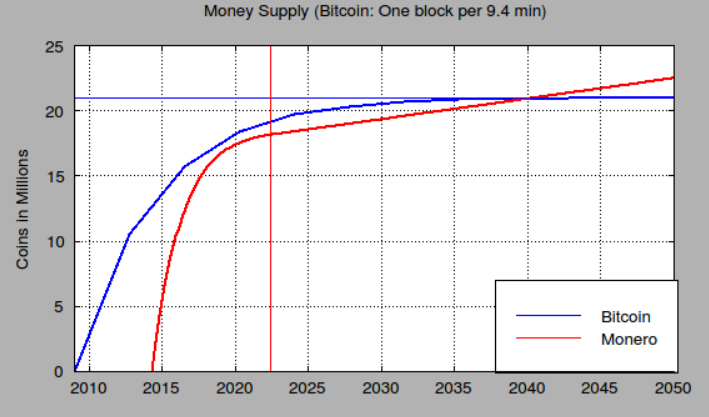 Money Supply (Bitcoin: One block per 9.4 min)
Coins in Millions
25
20
15
10
5
0
2010 2015 2020 2025 2030 2035 2040 2045 2050
Bitcoin
Monero